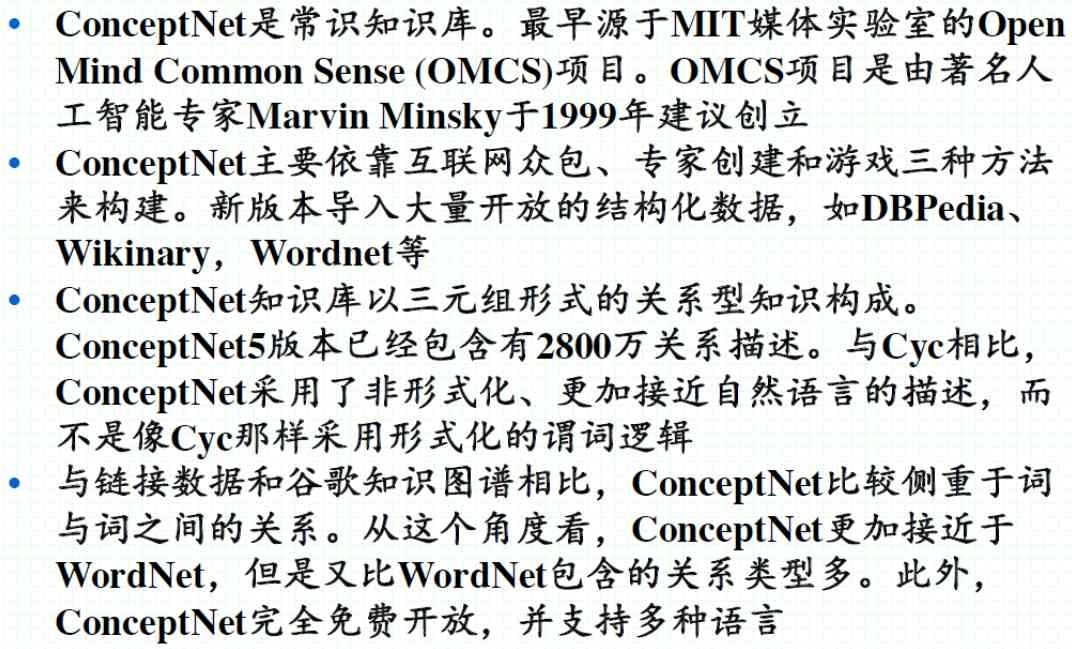 • ConceptNet是常识知识库。最早源于MIT媒体实验室的Open
Mind Common Sense (OMCS)项目。OMCS项目是由著名人
工智能专家Marvin Minsky于1999年建议创立
• ConceptNet主要依靠互联网众包、专家创建和游戏三种方法
来构建。新版本导入大量开放的结构化数据，如DBPedia、
Wikinary，Wordnet等
• ConceptNet知识库以三元组形式的关系型知识构成。
ConceptNet5版本已经包含有2800万关系描述。与Cyc相比，
ConceptNet采用了非形式化、更加接近自然语言的描述，而
不是像Cyc那样采用形式化的谓词逻辑
• 与链接数据和谷歌知识图谱相比，ConceptNet比较侧重于词
与词之间的关系。从这个角度看，ConceptNet更加接近于
WordNet，但是又比WordNet包含的关系类型多。此外，
ConceptNet完全免费开放，并支持多种语言